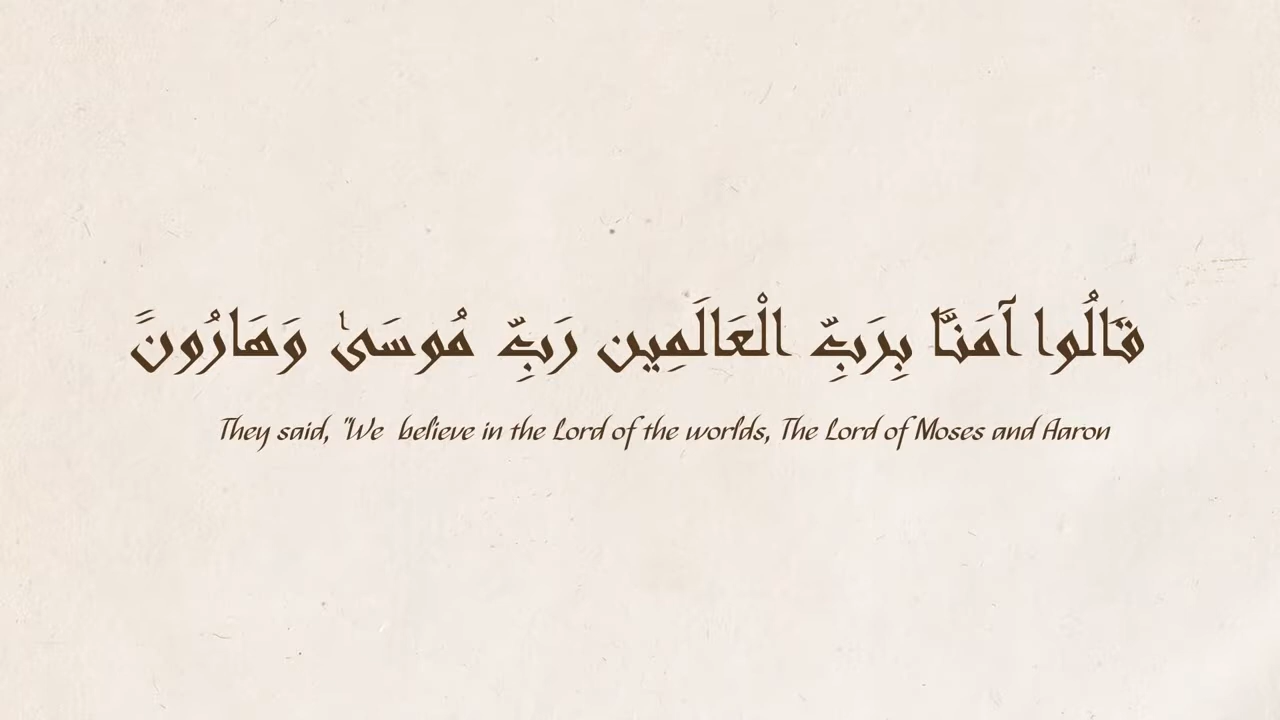 قَالُوا آمَنَّا بِرَبِّ الْعَالَمِين رَبِّ مُوسَىٰ وَهَارُونَ
They said, "We believe in the Lord of the worlds, The Lord of Moses and Aaron